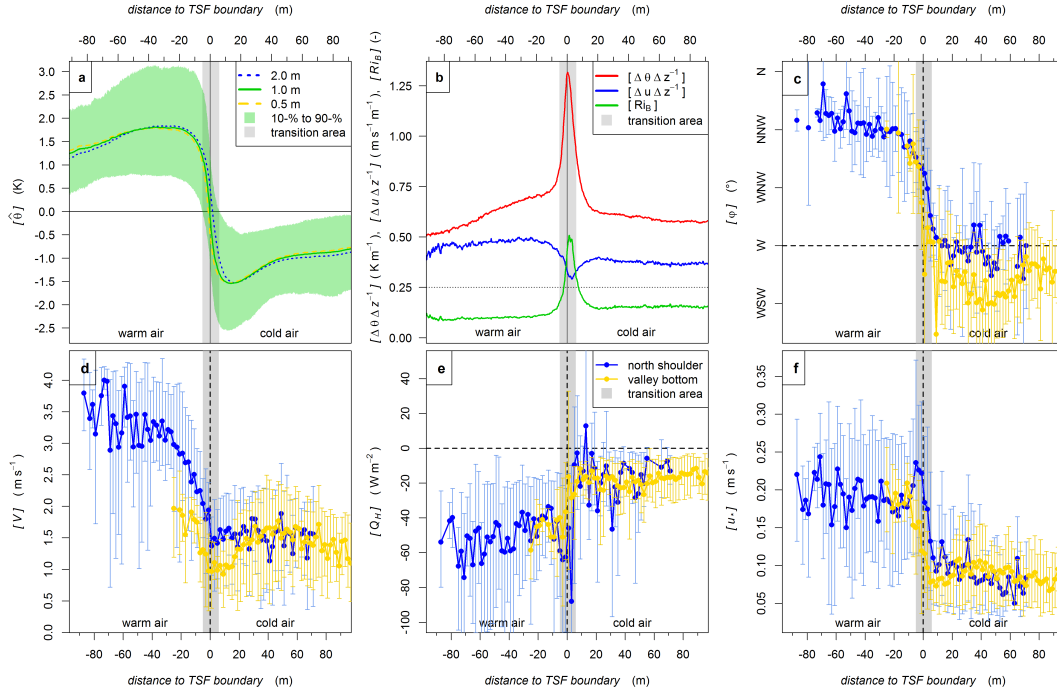 distance to TSF boundary (m)
distance to TSF boundary (m)
distance to TSF boundary (m)
-80 -60 -40 -20 0 20 40 60 80
-80 -60 -40 -20 0 20 40 60 80
-80 -60 -40 -20 0 20 40 60 80
a
2.0 m
1.0 m
0.5 m
10-% to 90-%
transition area
3.0
2.5
2.0
1.5
1.0
0.5
0.0
-0.5
-1.0
-1.5
-2.0
-2.5
[θ̂] (K)
warm air
cold air
b
[ΔθΔz⁻¹]
[ΔuΔz⁻¹]
[Ri_B]
transition area
1.25
1.00
0.75
0.50
0.25
0.00
[ΔθΔz⁻¹] (K m⁻¹), [ΔuΔz⁻¹] (m s⁻¹ m⁻¹), [Ri_B] (-)
warm air
cold air
c
N
NNW
WNW
W
WSW
[φ] (°)
warm air
cold air
d
4.0
3.5
3.0
2.5
2.0
1.5
1.0
0.5
0.0
[V] (m s⁻¹)
warm air
cold air
e
north shoulder
valley bottom
transition area
40
20
0
-20
-40
-60
-80
-100
[Q_H] (W m⁻²)
warm air
cold air
f
0.35
0.30
0.25
0.20
0.15
0.10
0.05
[u*] (m s⁻¹)
warm air
cold air
-80 -60 -40 -20 0 20 40 60 80
-80 -60 -40 -20 0 20 40 60 80
-80 -60 -40 -20 0 20 40 60 80
distance to TSF boundary (m)
distance to TSF boundary (m)
distance to TSF boundary (m)